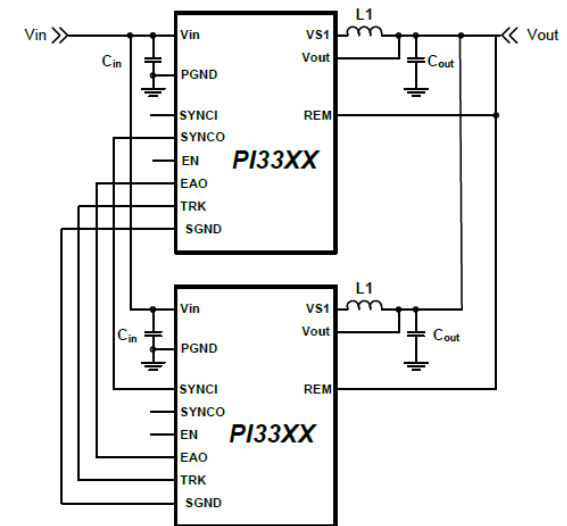 L1
Vin
Vin
VS1
Vout
Cin
Vout
Cout
PGND
SYNCI
REM
SYNCO
EN
PI33XX
EAO
TRK
SGND
L1
Vin
VS1
Cin
Vout
Cout
PGND
SYNCI
REM
SYNCO
EN
PI33XX
EAO
TRK
SGND